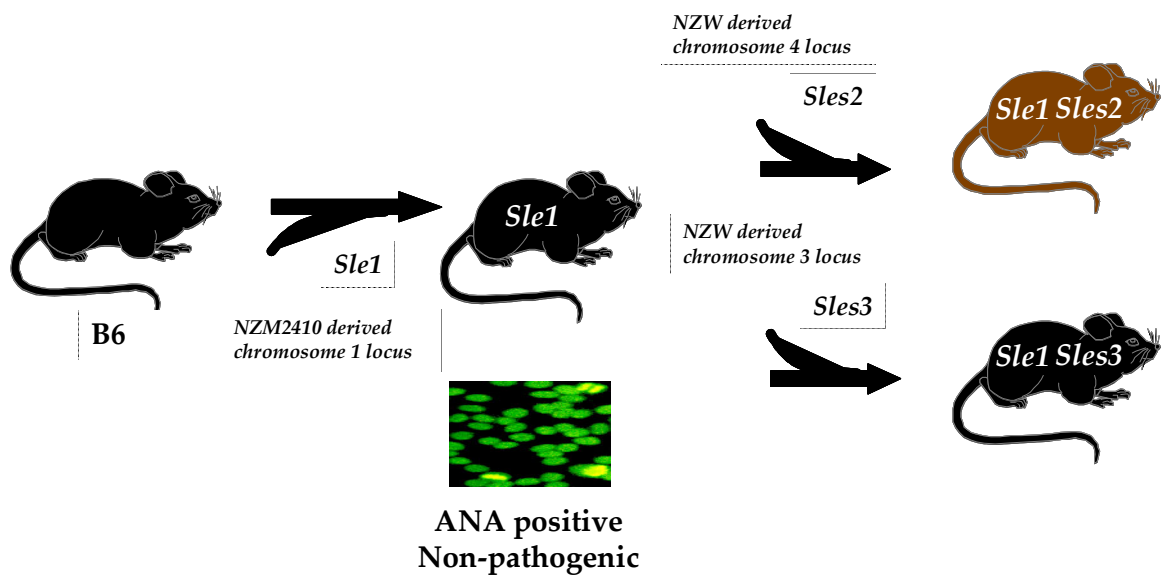 NZW derived
chromosome 4 locus
Sles2
Sle1 Sles2
Sle1
Sle1
B6
NZM2410 derived
chromosome 1 locus
NZW derived
chromosome 3 locus
Sles3
Sle1 Sles3
ANA positive
Non-pathogenic